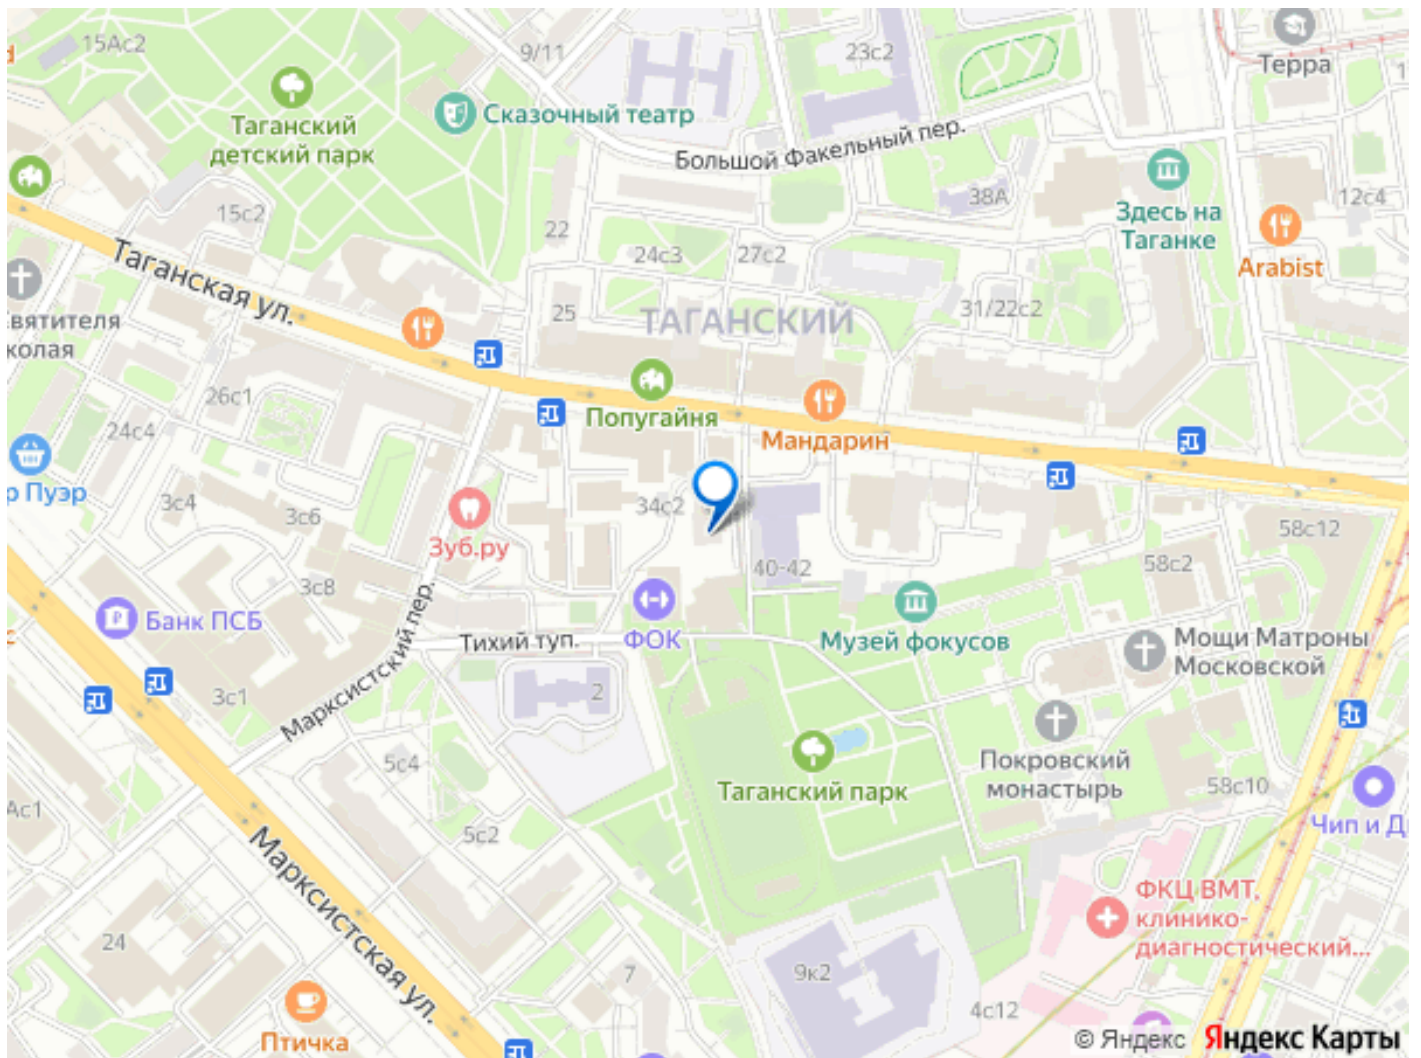 15Ас2
9/11
23с2
Терра
Таганский
детский парк
Сказочный театр
Большой Факельный пер.
38А
12с4
15с2
Здесь на
Таганке
22
24с3
27с2
Arabist
Таганская ул.
25
ТАГАНСКИЙ
31/22с2
вятителя
колая
26с1
Попугайня
Мандарин
24с4
р Пуэр
3с4
3с6
34с2
58с12
Зуб.ру
40-42
58с2
3с8
Банк ПСБ
Марксистский пер.
Тихий туп.
ФОК
Музей фокусов
Мощи Матроны
Московской
3с1
2
5с4
Покровский
монастырь
Таганский парк
58с10
Ас1
5с2
Чип и Д
Марксистская ул.
ФКЦ ВМТ,
клинико-
диагностический...
24
7
9к2
4с12
Птичка
© Яндекс Яндекс Карты